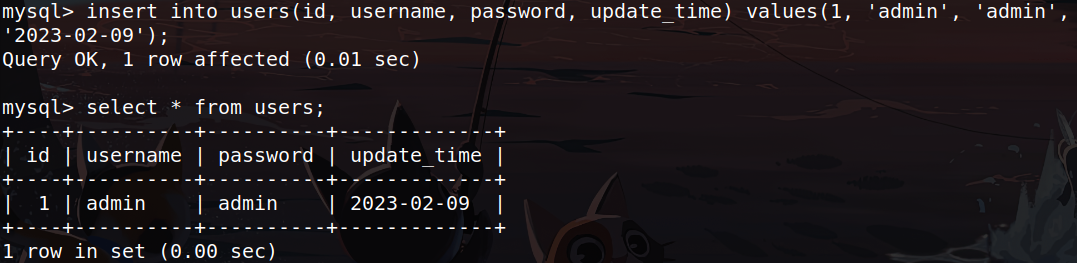 mysql> insert into users(id, username, password, update_time) values(1, 'admin', 'admin',
'2023-02-09');
Query OK, 1 row affected (0.01 sec)

mysql> select * from users;
+----+----------+----------+-------------+
| id | username | password | update_time |
+----+----------+----------+-------------+
|  1 | admin    | admin    | 2023-02-09  |
+----+----------+----------+-------------+
1 row in set (0.00 sec)